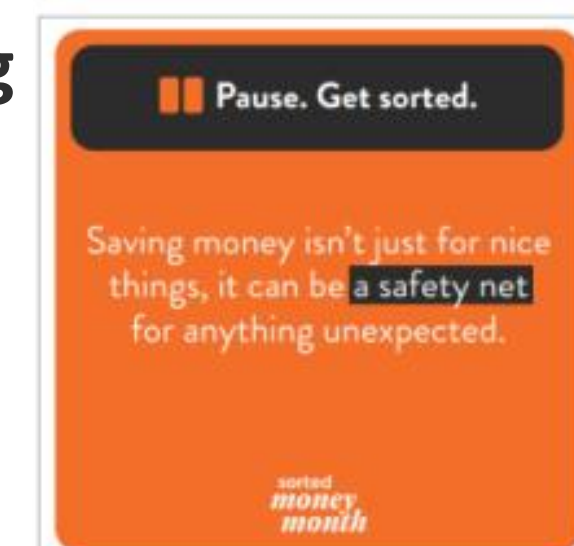 g
Pause. Get sorted.
Saving money isn't just for nice
things, it can be a safety net
for anything unexpected.
sorted
money
month